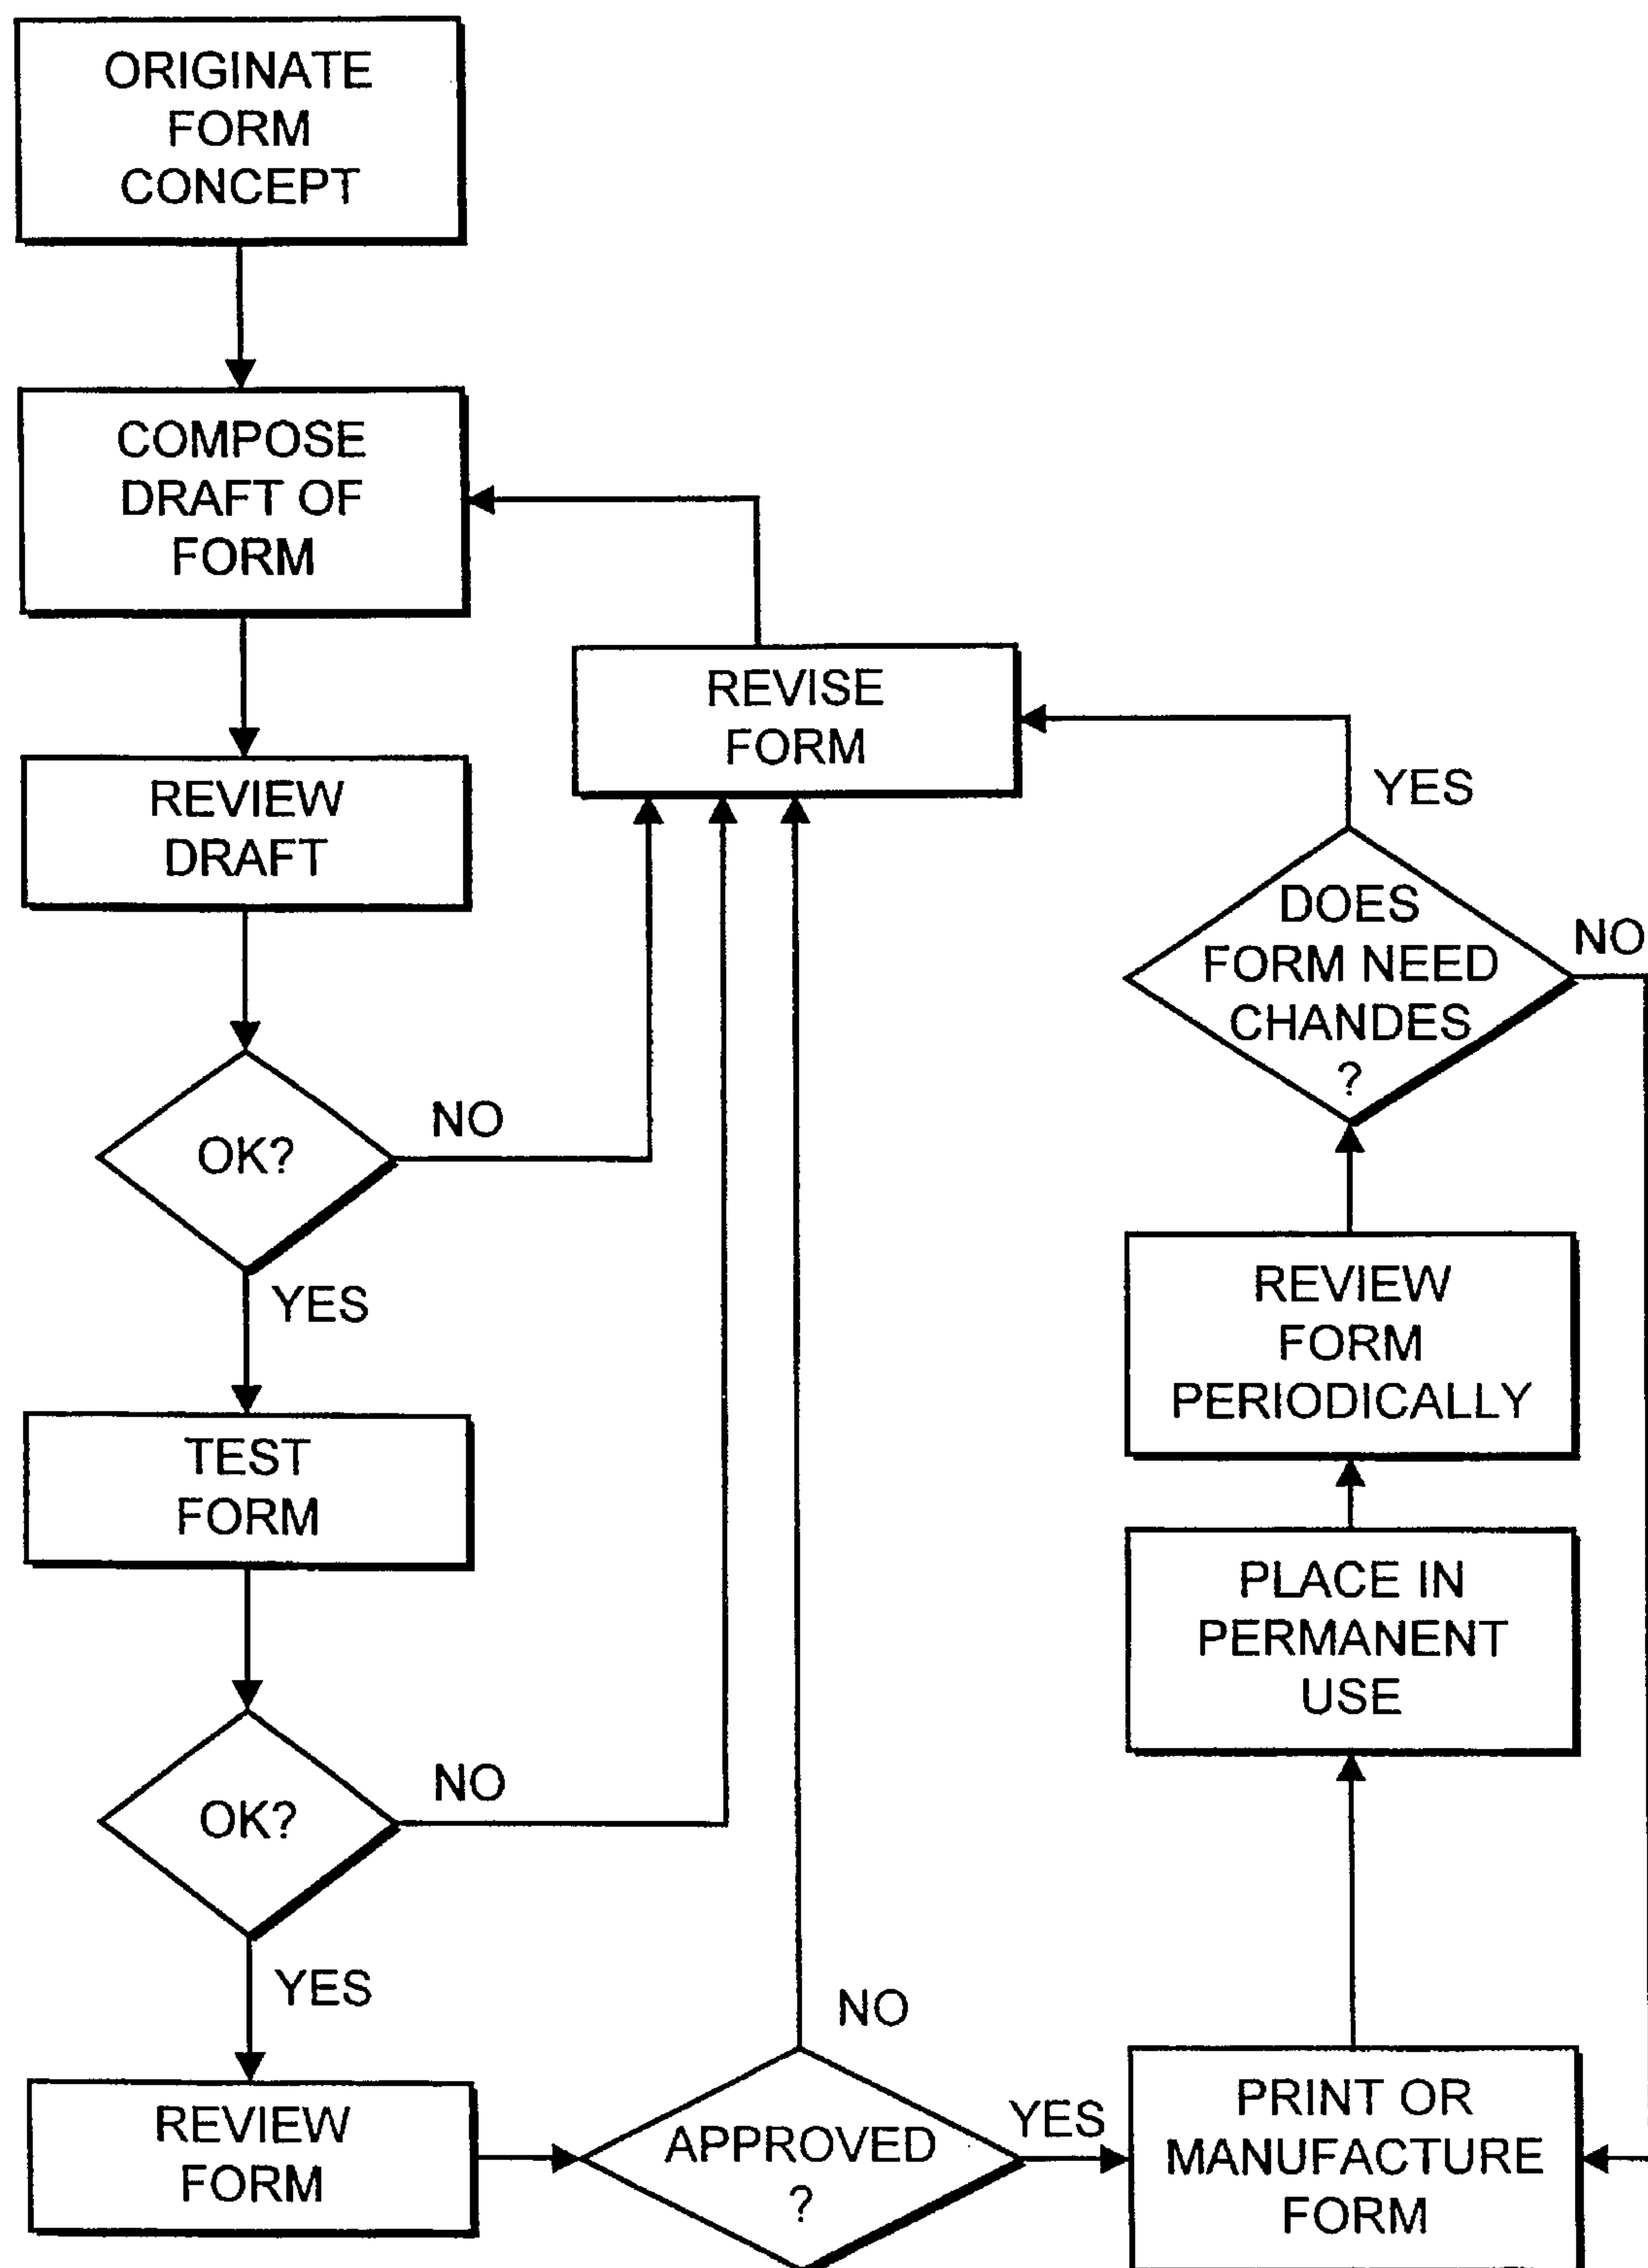 ORIGINATE
FORM
CONCEPT
COMPOSE
DRAFT OF
FORM
REVISE
FORM
REVIEW
DRAFT
YES
DOES
FORM NEED
CHANDES
?
NO
OK?
NO
YES
REVIEW
FORM
PERIODICALLY
TEST
FORM
PLACE IN
PERMANENT
USE
OK?
NO
YES
NO
REVIEW
FORM
APPROVED
?
YES
PRINT OR
MANUFACTURE
FORM